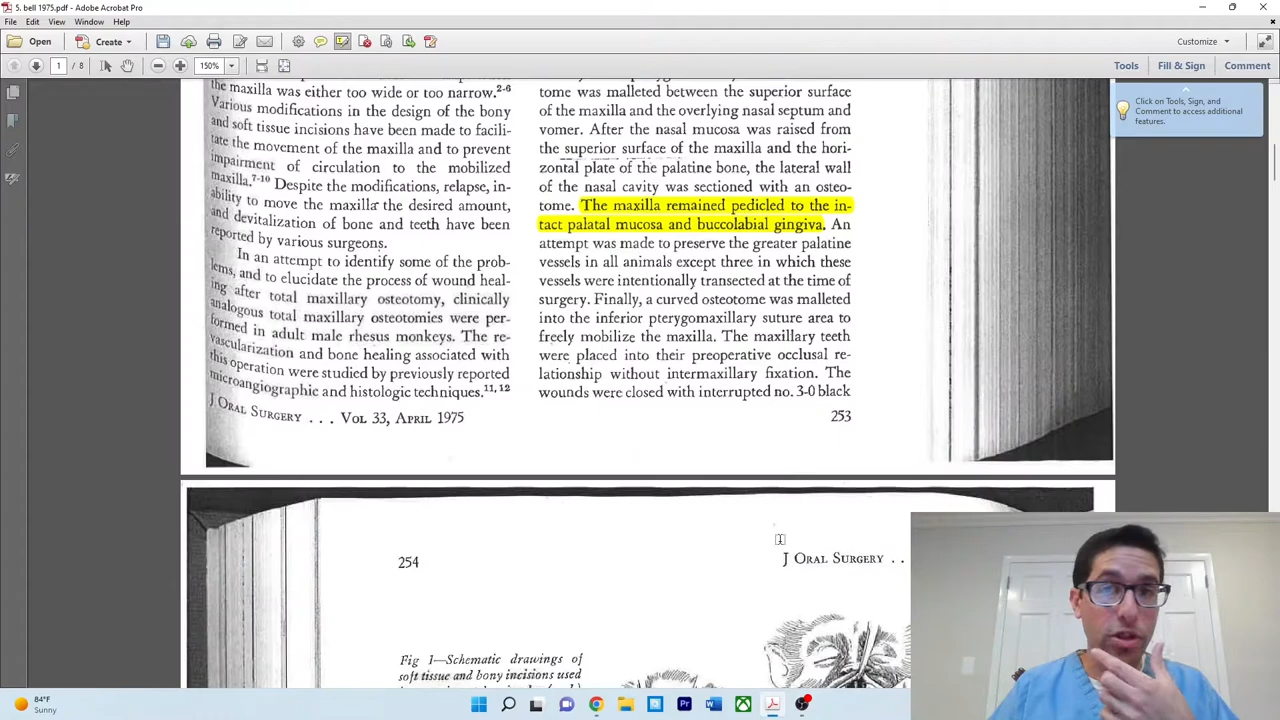 5. bell 1975.pdf - Adobe Acrobat Pro
File Edit View Window Help
Open Create Customize
1 / 8 150% Tools Fill & Sign Comment
Click on Tools, Sign, and
Comment to access additional
features.
the maxilla was either too wide or too narrow.2-6
Various modifications in the design of the bony
and soft tissue incisions have been made to facili-
tate the movement of the maxilla and to prevent
impairment of circulation to the mobilized
maxilla.7-10 Despite the modifications, relapse, in-
ability to move the maxilla the desired amount,
and devitalization of bone and teeth have been
reported by various surgeons.
In an attempt to identify some of the prob-
lems, and to elucidate the process of wound heal-
ing after total maxillary osteotomy, clinically
analogous total maxillary osteotomies were per-
formed in adult male rhesus monkeys. The re-
vascularization and bone healing associated with
this operation were studied by previously reported
microangiographic and histologic techniques.11,12
J ORAL SURGERY . . . VOL 33, APRIL 1975
tome was malleted between the superior surface
of the maxilla and the overlying nasal septum and
vomer. After the nasal mucosa was raised from
the superior surface of the maxilla and the hori-
zontal plate of the palatine bone, the lateral wall
of the nasal cavity was sectioned with an osteo-
tome. The maxilla remained pedicled to the in-
tact palatal mucosa and buccolabial gingiva. An
attempt was made to preserve the greater palatine
vessels in all animals except three in which these
vessels were intentionally transected at the time of
surgery. Finally, a curved osteotome was malleted
into the inferior pterygomaxillary suture area to
freely mobilize the maxilla. The maxillary teeth
were placed into their preoperative occlusal re-
lationship without intermaxillary fixation. The
wounds were closed with interrupted no. 3-0 black
253
254
J ORAL SURGERY . .
Fig 1—Schematic drawings of
soft tissue and bony incisions used
84°F
Sunny